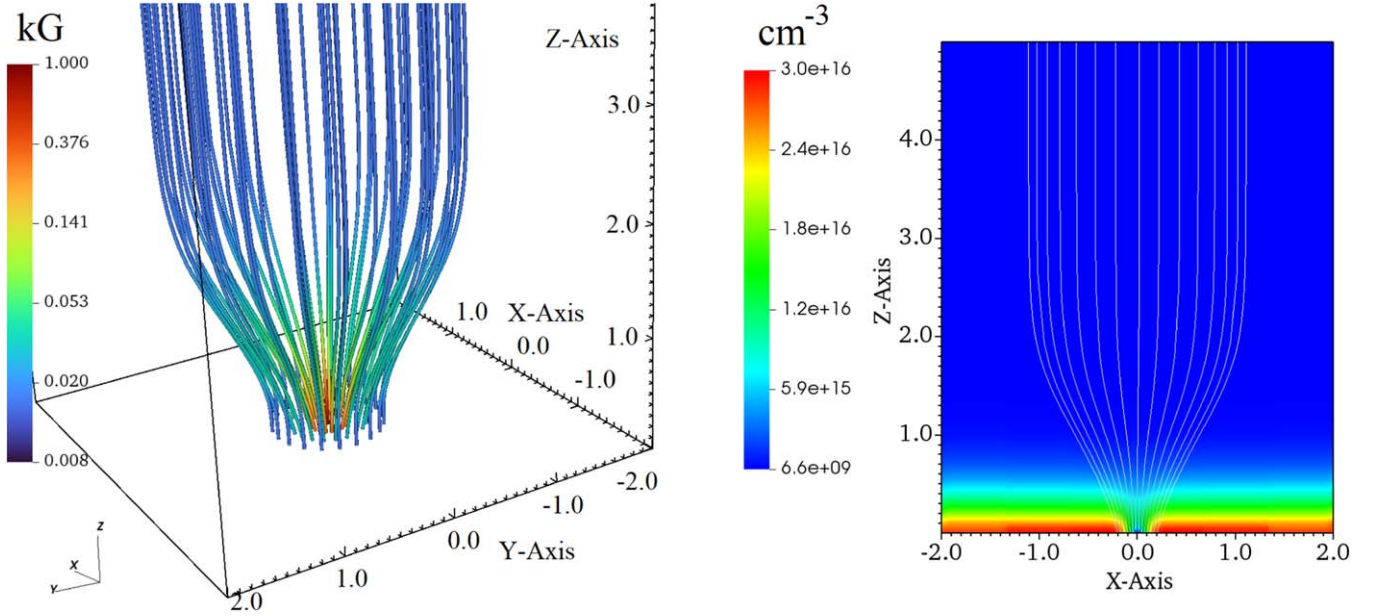 kG
1.000
0.376
0.141
0.053
0.020
0.008
Z-Axis
3.0
2.0
1.0
1.0 X-Axis
0.0
-1.0
-2.0
-1.0
0.0 Y-Axis
1.0
2.0
z
x
Y
cm-3
3.0e+16
2.4e+16
1.8e+16
1.2e+16
5.9e+15
6.6e+09
Z-Axis
4.0
3.0
2.0
1.0
-2.0 -1.0 0.0 1.0 2.0
X-Axis